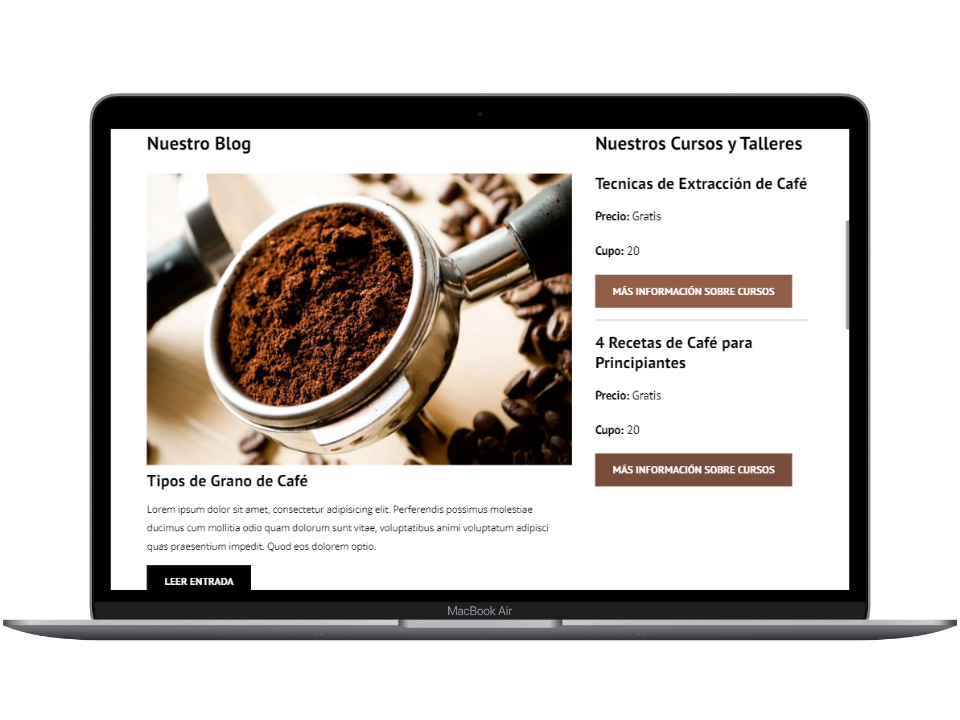 Nuestro Blog
Tipos de Grano de Café
Lorem ipsum dolor sit amet, consectetur adipisicing elit. Perferendis possimus molestiae
ducimus cum mollitia odio quam dolorum sunt vitae, voluptatibus animi voluptatum adipisci
quas praesentium impedit. Quod eos dolorem optio.
LEER ENTRADA
Nuestros Cursos y Talleres
Tecnicas de Extracción de Café
Precio: Gratis
Cupo: 20
MÁS INFORMACIÓN SOBRE CURSOS
4 Recetas de Café para
Principiantes
Precio: Gratis
Cupo: 20
MÁS INFORMACIÓN SOBRE CURSOS
MacBook Air